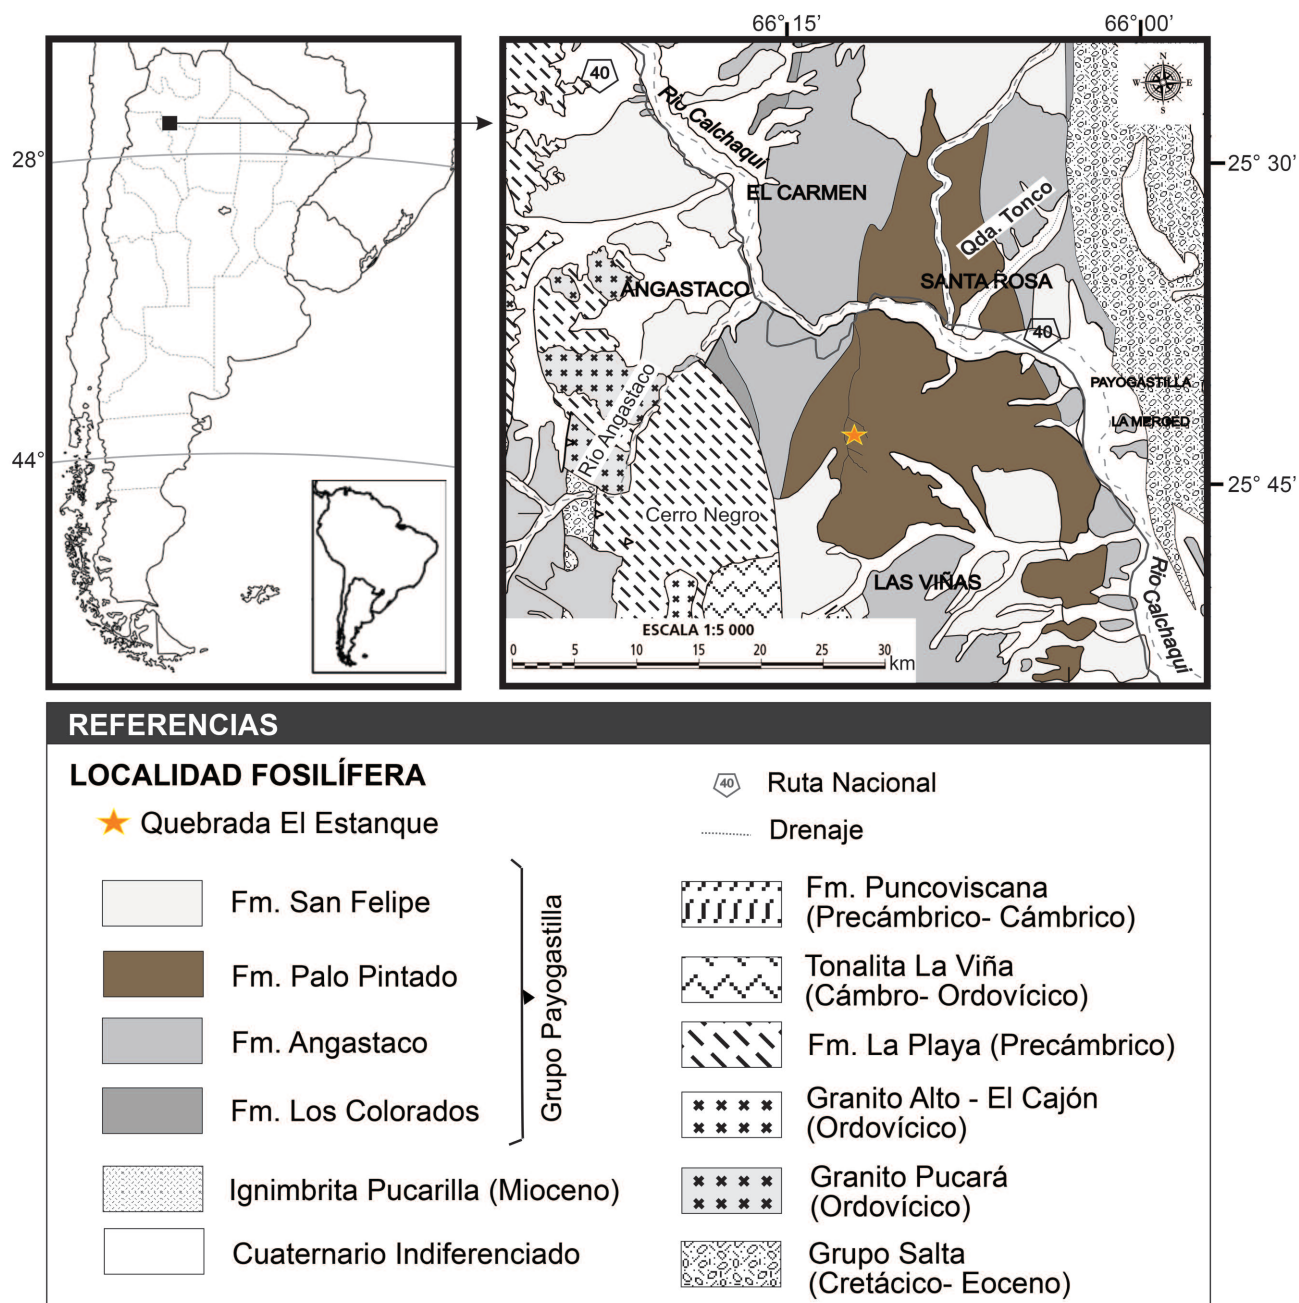 66° 15’
66° 00’
28°
44°
25° 30’
25° 45’
40
Río Calchaquí
N
W
E
S
EL CARMEN
Qda. Tonco
SANTA ROSA
ANGASTACO
40
PAYOGASTILLA
LA MERCED
Río Angastaco
Cerro Negro
LAS VIÑAS
Río Calchaquí
ESCALA 1:5 000
0 5 10 15 20 25 30 km
REFERENCIAS
LOCALIDAD FOSILÍFERA
Quebrada El Estanque
Fm. San Felipe
Fm. Palo Pintado
Fm. Angastaco
Fm. Los Colorados
Grupo Payogastilla
Ignimbrita Pucarilla (Mioceno)
Cuaternario Indiferenciado
40
Ruta Nacional
Drenaje
Fm. Puncoviscana
(Precámbrico- Cámbrico)
Tonalita La Viña
(Cámbro- Ordovícico)
Fm. La Playa (Precámbrico)
Granito Alto - El Cajón
(Ordovícico)
Granito Pucará
(Ordovícico)
Grupo Salta
(Cretácico- Eoceno)